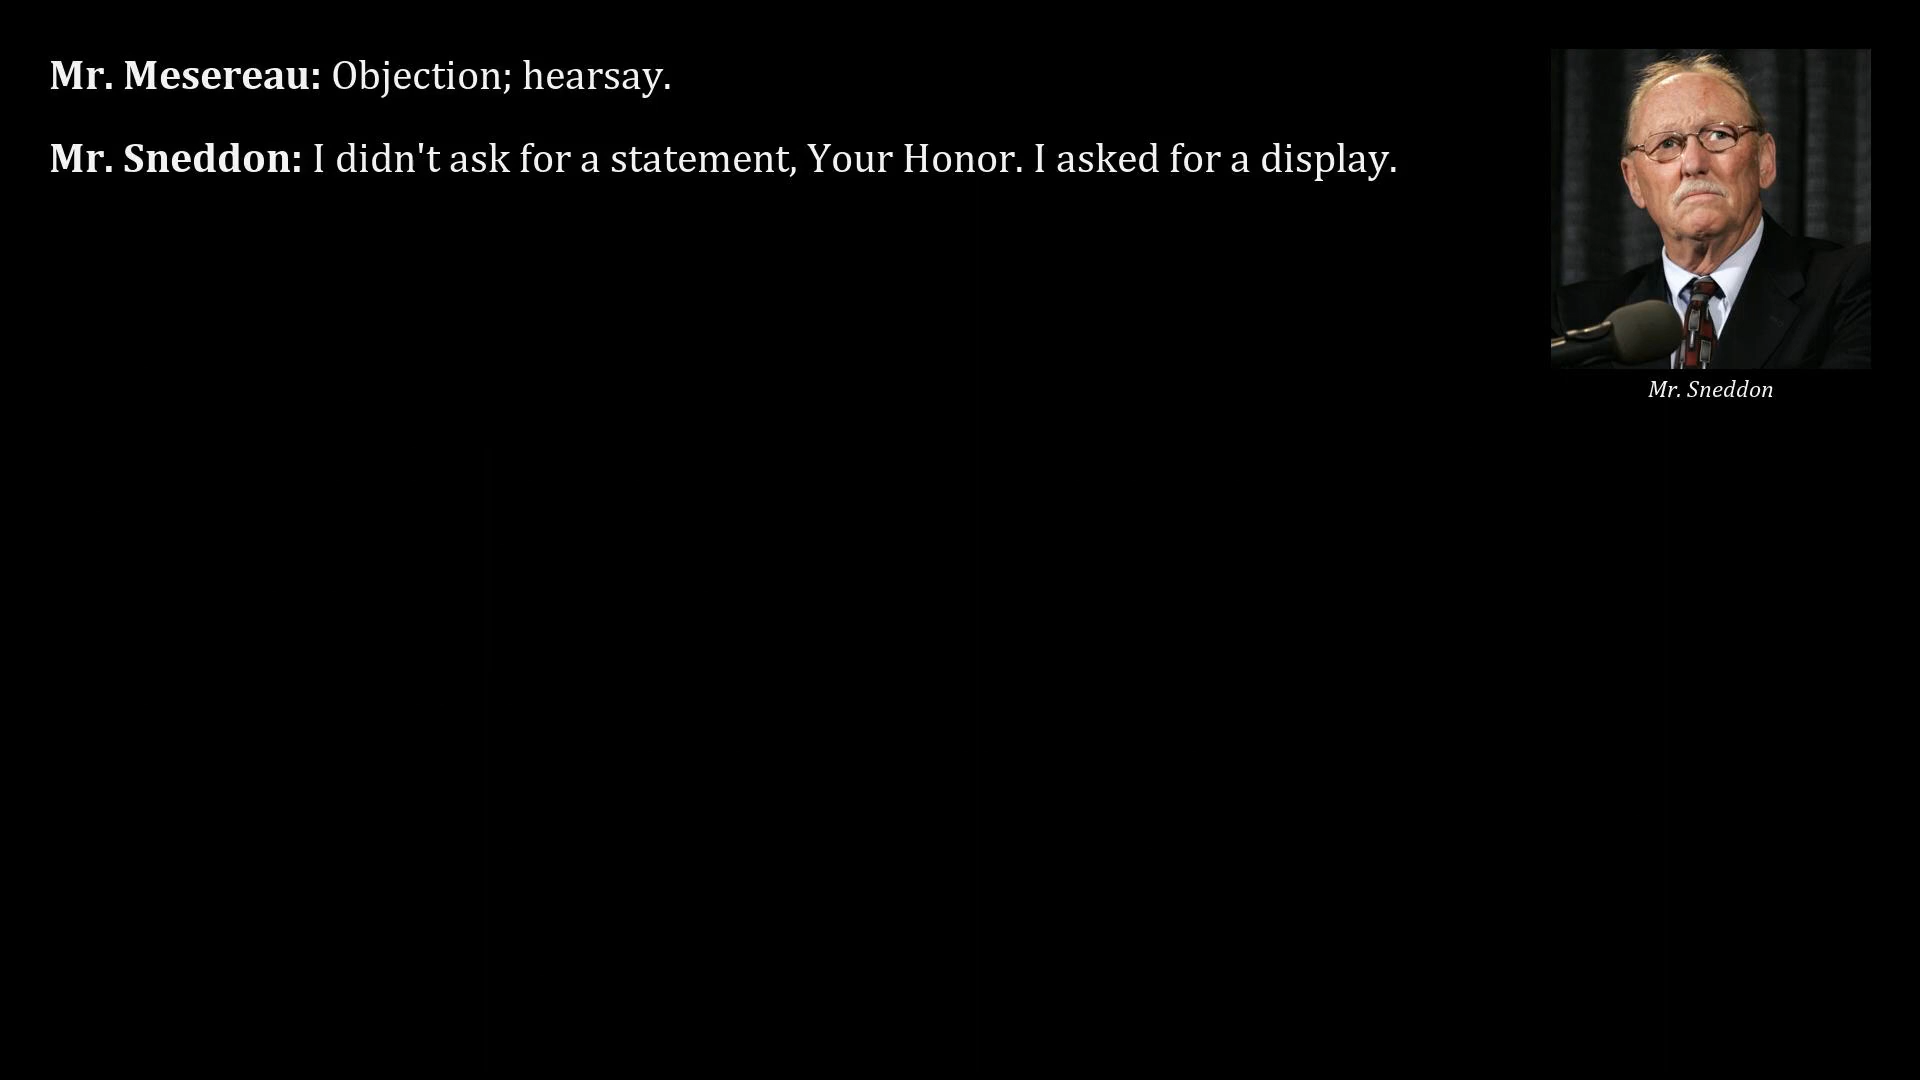 Mr. Mesereau: Objection; hearsay.
Mr. Sneddon: I didn't ask for a statement, Your Honor. I asked for a display.
Mr. Sneddon